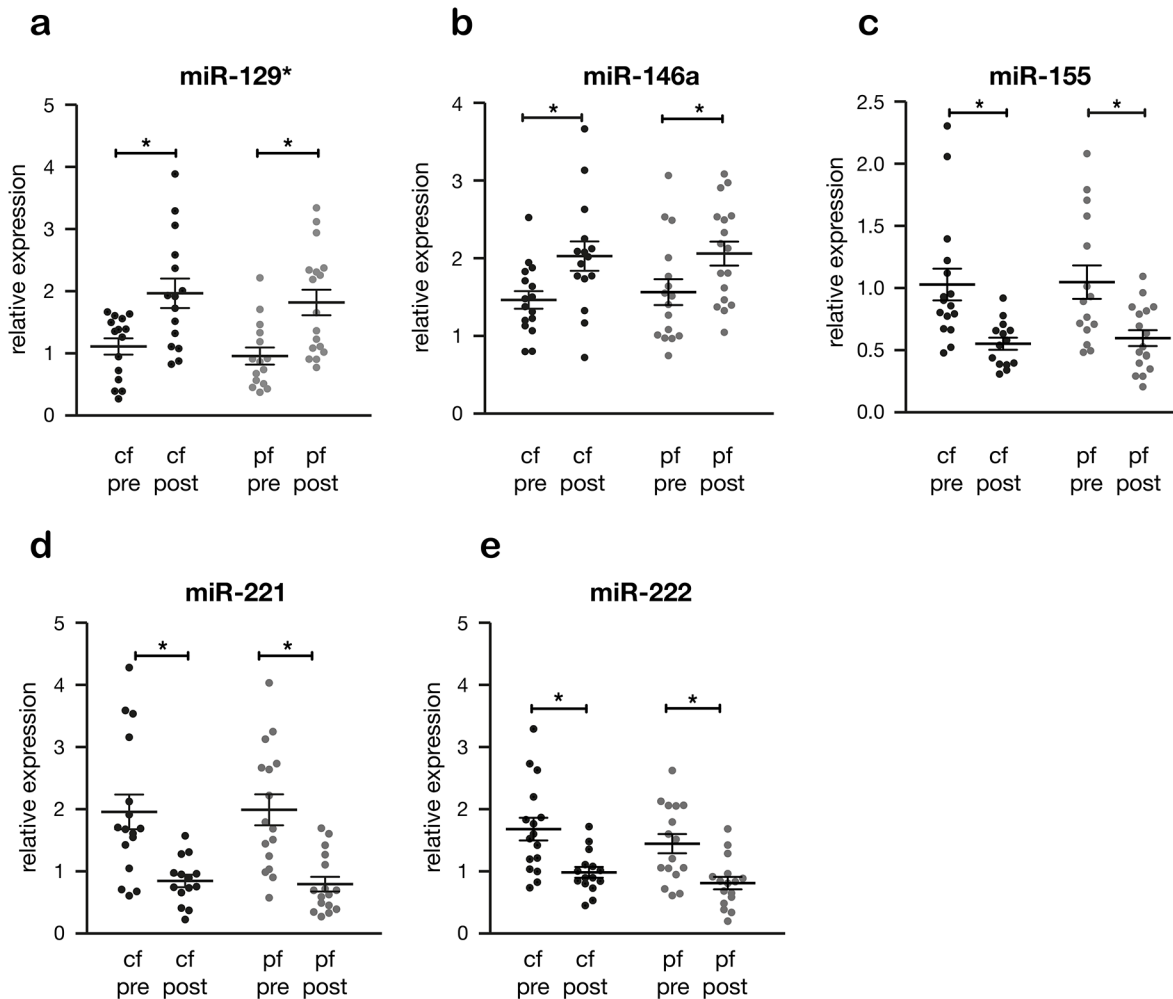 a
miR-129*
relative expression
5
4
3
2
1
0
*
*
cf cf pf pf
pre post pre post
b
miR-146a
relative expression
4
3
2
1
0
*
*
cf cf pf pf
pre post pre post
c
miR-155
relative expression
2.5
2.0
1.5
1.0
0.5
0.0
*
*
cf cf pf pf
pre post pre post
d
miR-221
relative expression
5
4
3
2
1
0
*
*
cf cf pf pf
pre post pre post
e
miR-222
relative expression
5
4
3
2
1
0
*
*
cf cf pf pf
pre post pre post